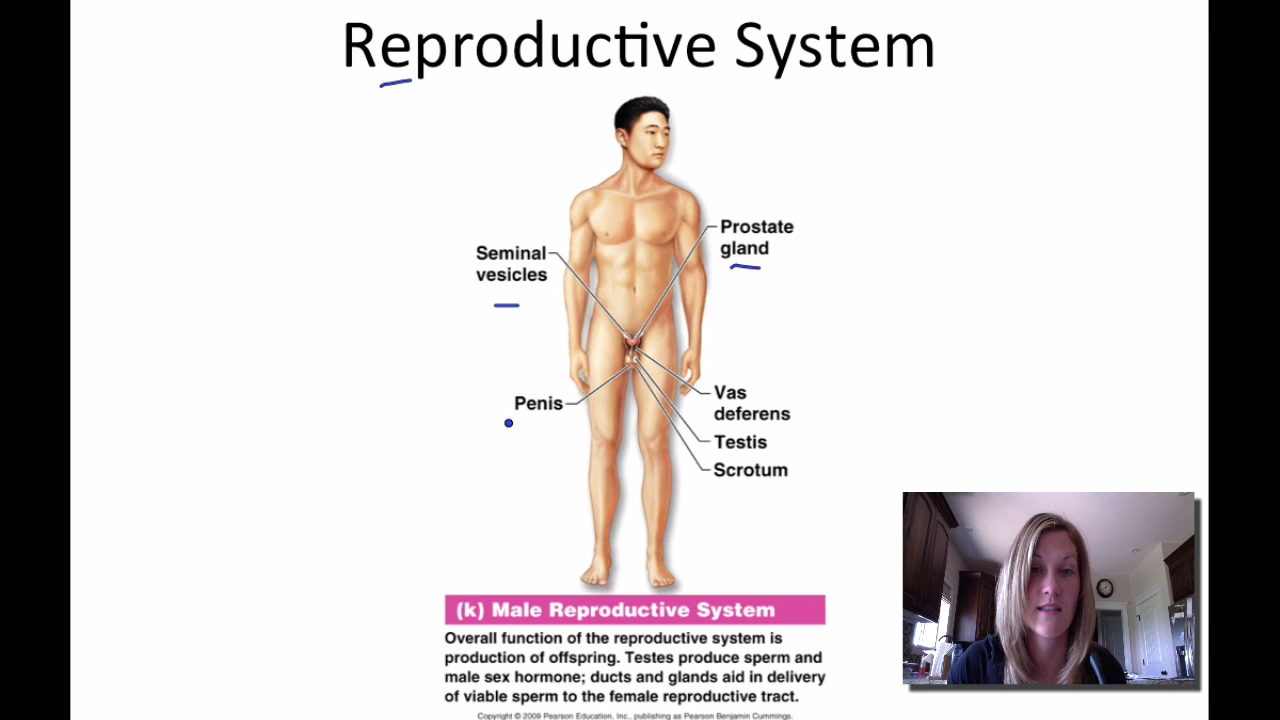 Reproductive System
Prostate
gland
Seminal
vesicles
Penis
Vas
deferens
Testis
Scrotum
(k) Male Reproductive System
Overall function of the reproductive system is
production of offspring. Testes produce sperm and
male sex hormone; ducts and glands aid in delivery
of viable sperm to the female reproductive tract.
Copyright © 2009 Pearson Education, Inc., publishing as Pearson Benjamin Cummings.